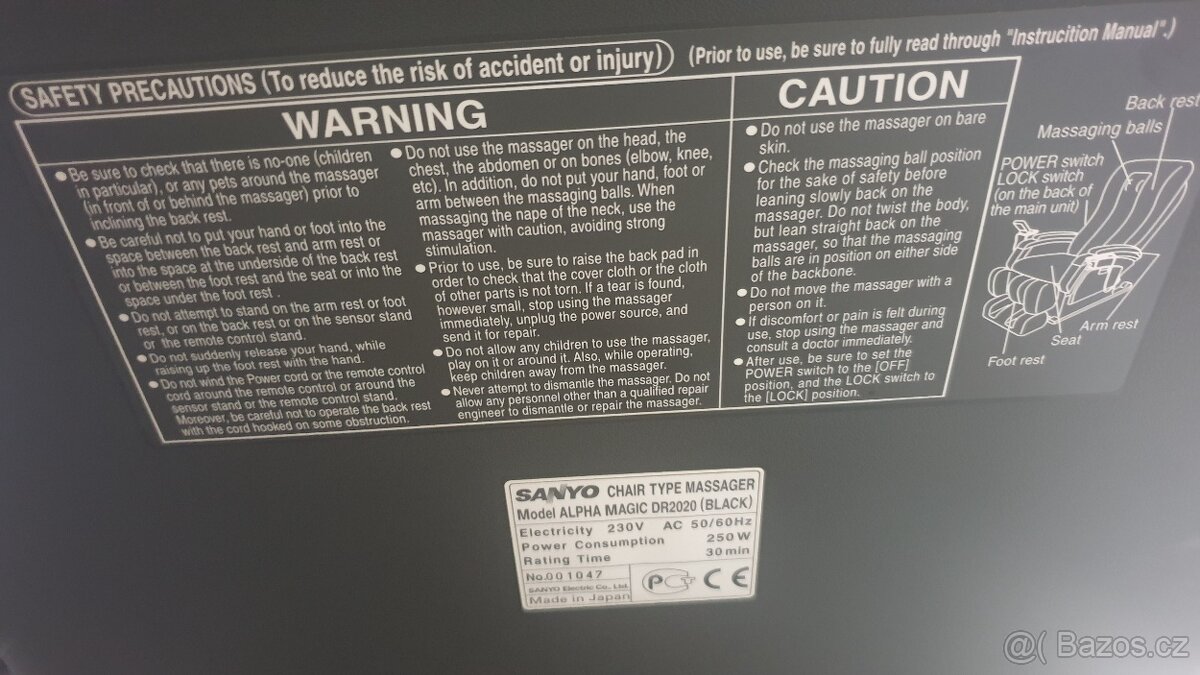 SAFETY PRECAUTIONS (To reduce the risk of accident or injury)
(Prior to use, be sure to fully read through "Instrucition Manual".)
WARNING
● Be sure to check that there is no-one (children
in particular), or any pets around the massager
(in front of or behind the massager) prior to
inclining the back rest.
● Be careful not to put your hand or foot into the
space between the back rest and arm rest or
into the space at the underside of the back rest
or between the foot rest and the seat or into the
space under the foot rest .
● Do not attempt to stand on the arm rest or foot
rest, or on the back rest or on the sensor stand
or the remote control stand.
● Do not suddenly release your hand, while
raising up the foot rest with the hand.
● Do not wind the Power cord or the remote control
cord around the remote control or around the
sensor stand or the remote control stand.
Moreover, be careful not to operate the back rest
with the cord hooked on some obstruction.
● Do not use the massager on the head, the
chest, the abdomen or on bones (elbow, knee,
etc). In addition, do not put your hand, foot or
arm between the massaging balls. When
massaging the nape of the neck, use the
massager with caution, avoiding strong
stimulation.
● Prior to use, be sure to raise the back pad in
order to check that the cover cloth or the cloth
of other parts is not torn. If a tear is found,
however small, stop using the massager
immediately, unplug the power source, and
send it for repair.
● Do not allow any children to use the massager,
play on it or around it. Also, while operating,
keep children away from the massager.
● Never attempt to dismantle the massager. Do not
allow any personnel other than a qualified repair
engineer to dismantle or repair the massager.
CAUTION
● Do not use the massager on bare
skin.
● Check the massaging ball position
for the sake of safety before
leaning slowly back on the
massager. Do not twist the body,
but lean straight back on the
massager, so that the massaging
balls are in position on either side
of the backbone.
● Do not move the massager with a
person on it.
● If discomfort or pain is felt during
use, stop using the massager and
consult a doctor immediately.
● After use, be sure to set the
POWER switch to the [OFF]
position, and the LOCK switch to
the [LOCK] position.
Back rest
Massaging balls
POWER switch
LOCK switch
(on the back of
the main unit)
Arm rest
Seat
Foot rest
SANYO CHAIR TYPE MASSAGER
Model ALPHA MAGIC DR2020 (BLACK)
Electricity 230V AC 50/60Hz
Power Consumption 250W
Rating Time 30min
No.001047
SANYO Electric Co., Ltd.
Made in Japan
CE
@( Bazos.cz